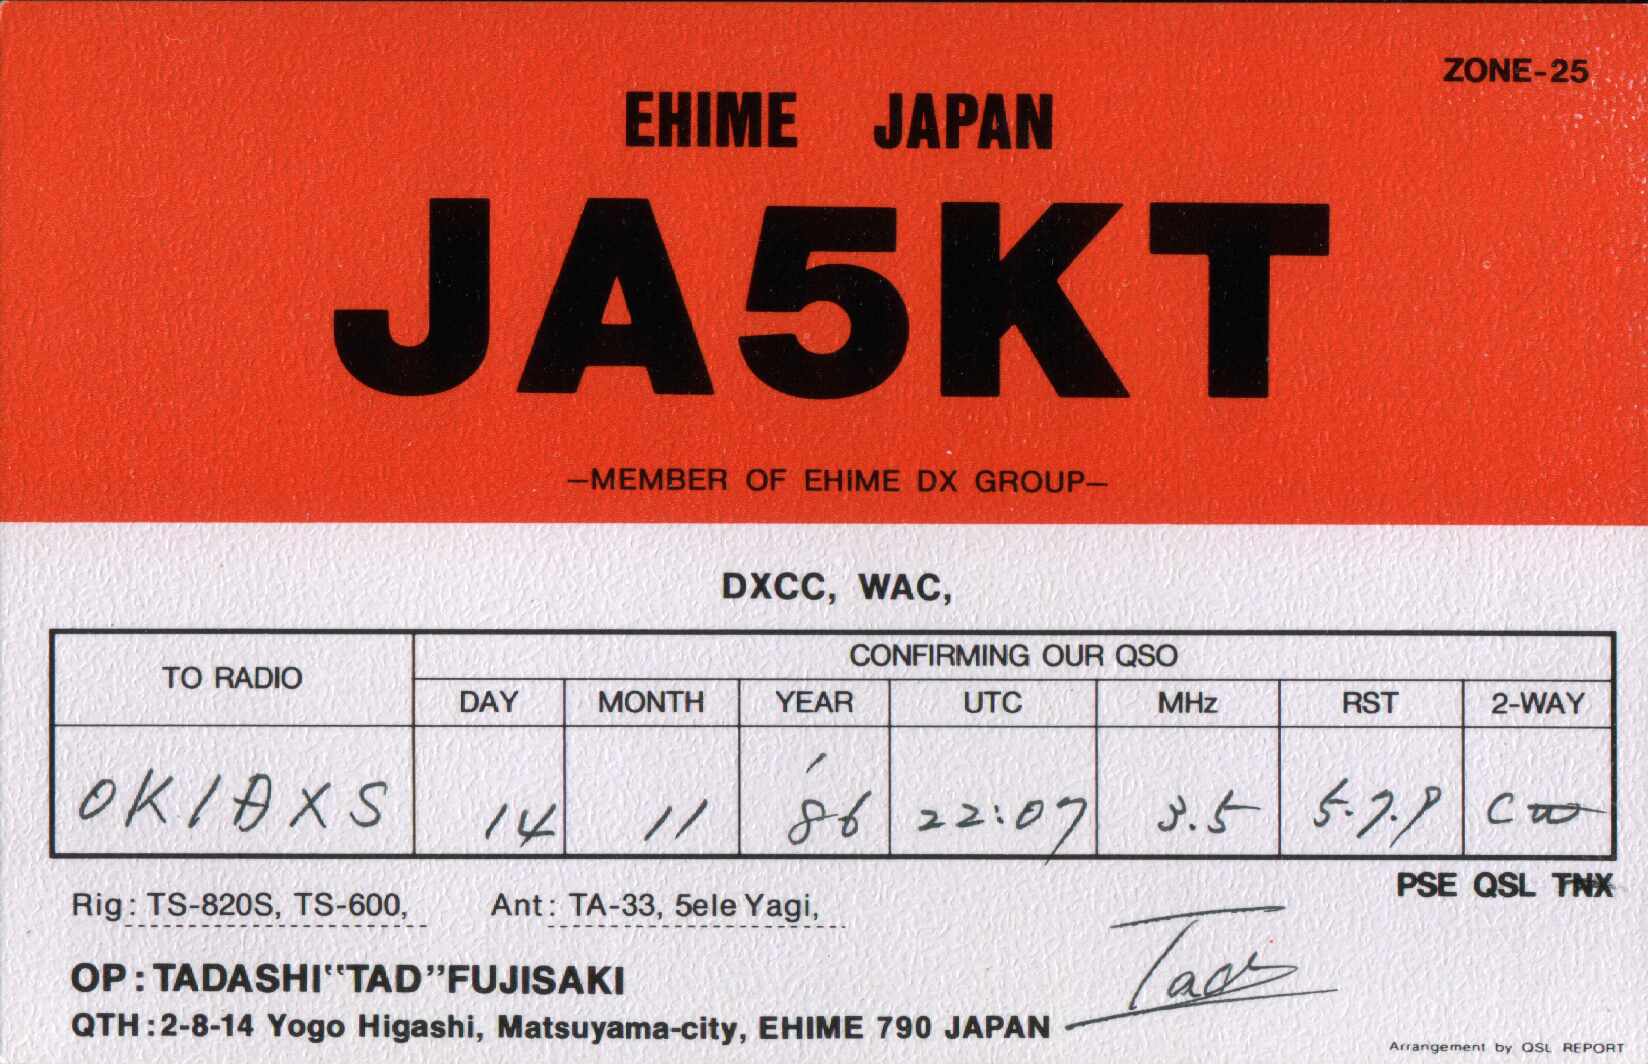 ZONE-25
EHIME JAPAN
JA5KT
—MEMBER OF EHIME DX GROUP—
DXCC, WAC,
TO RADIO
CONFIRMING OUR QSO
DAY MONTH YEAR UTC MHz RST 2-WAY
OK1DXS 14 11 '86 22:07 3.5 5.7.9 CW
PSE QSL TNX
Rig: TS-820S, TS-600, Ant: TA-33, 5ele Yagi,
OP: TADASHI "TAD" FUJISAKI
Tad
QTH: 2-8-14 Yogo Higashi, Matsuyama-city, EHIME 790 JAPAN
Arrangement by QSL REPORT